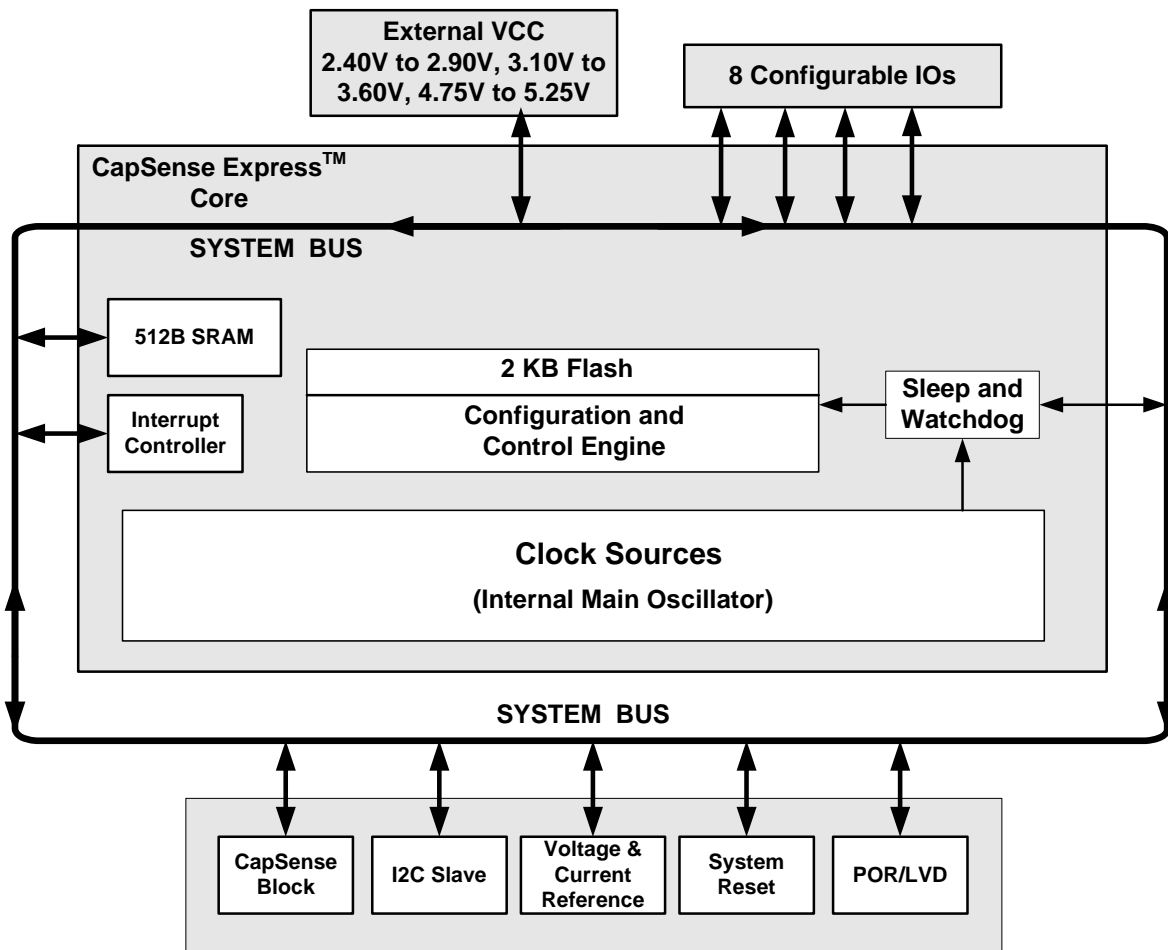 External VCC
2.40V to 2.90V, 3.10V to
3.60V, 4.75V to 5.25V
8 Configurable IOs
CapSense Express™
Core
SYSTEM BUS
512B SRAM
2 KB Flash
Sleep and
Watchdog
Interrupt
Controller
Configuration and
Control Engine
Clock Sources
(Internal Main Oscillator)
SYSTEM BUS
CapSense
Block
I2C Slave
Voltage &
Current
Reference
System
Reset
POR/LVD